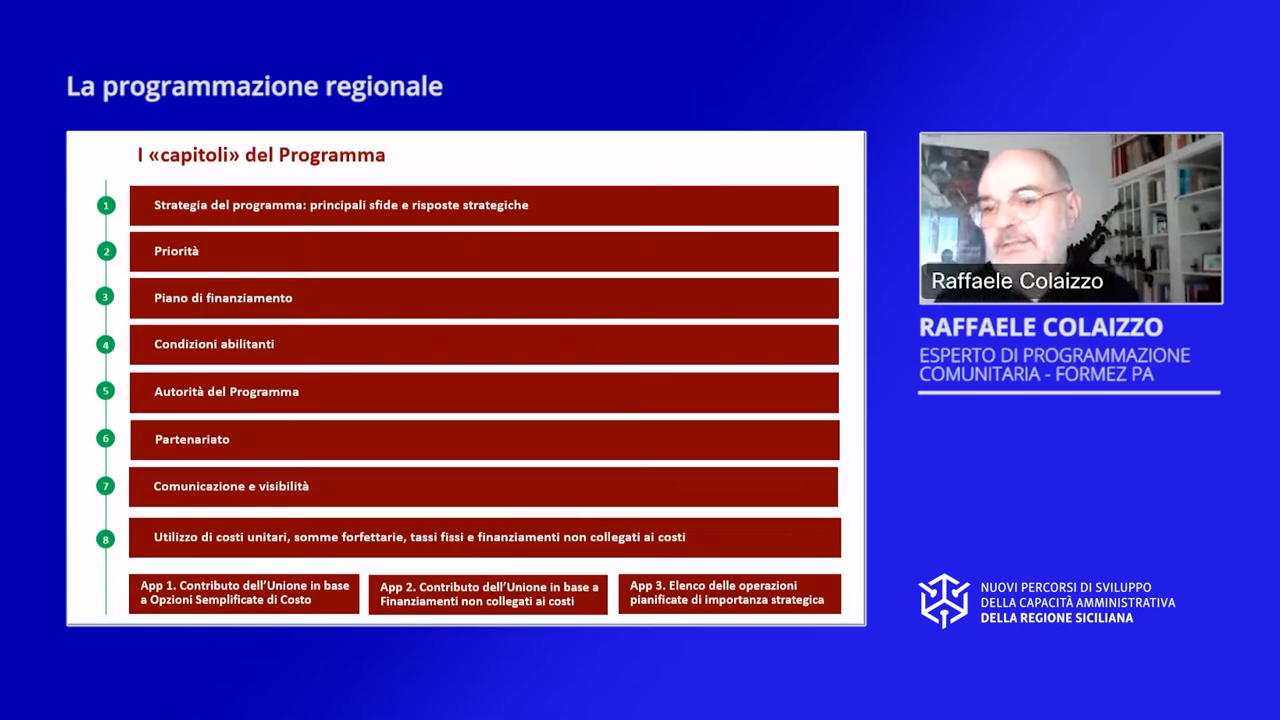 La programmazione regionale
I «capitoli» del Programma
1
Strategia del programma: principali sfide e risposte strategiche
2
Priorità
3
Piano di finanziamento
4
Condizioni abilitanti
5
Autorità del Programma
6
Partenariato
7
Comunicazione e visibilità
8
Utilizzo di costi unitari, somme forfettarie, tassi fissi e finanziamenti non collegati ai costi
App 1. Contributo dell’Unione in base
a Opzioni Semplificate di Costo
App 2. Contributo dell’Unione in base a
Finanziamenti non collegati ai costi
App 3. Elenco delle operazioni
pianificate di importanza strategica
Raffaele Colaizzo
RAFFAELE COLAIZZO
ESPERTO DI PROGRAMMAZIONE
COMUNITARIA - FORMEZ PA
NUOVI PERCORSI DI SVILUPPO
DELLA CAPACITÀ AMMINISTRATIVA
DELLA REGIONE SICILIANA